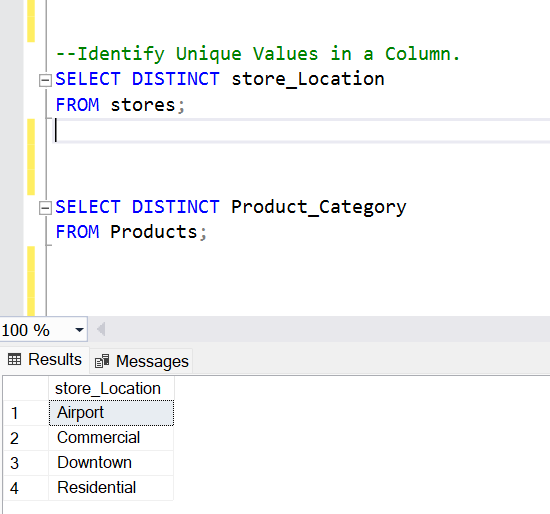 --Identify Unique Values in a Column.
SELECT DISTINCT store_Location
FROM stores;
SELECT DISTINCT Product_Category
FROM Products;
100 %
Results Messages
store_Location
1 Airport
2 Commercial
3 Downtown
4 Residential